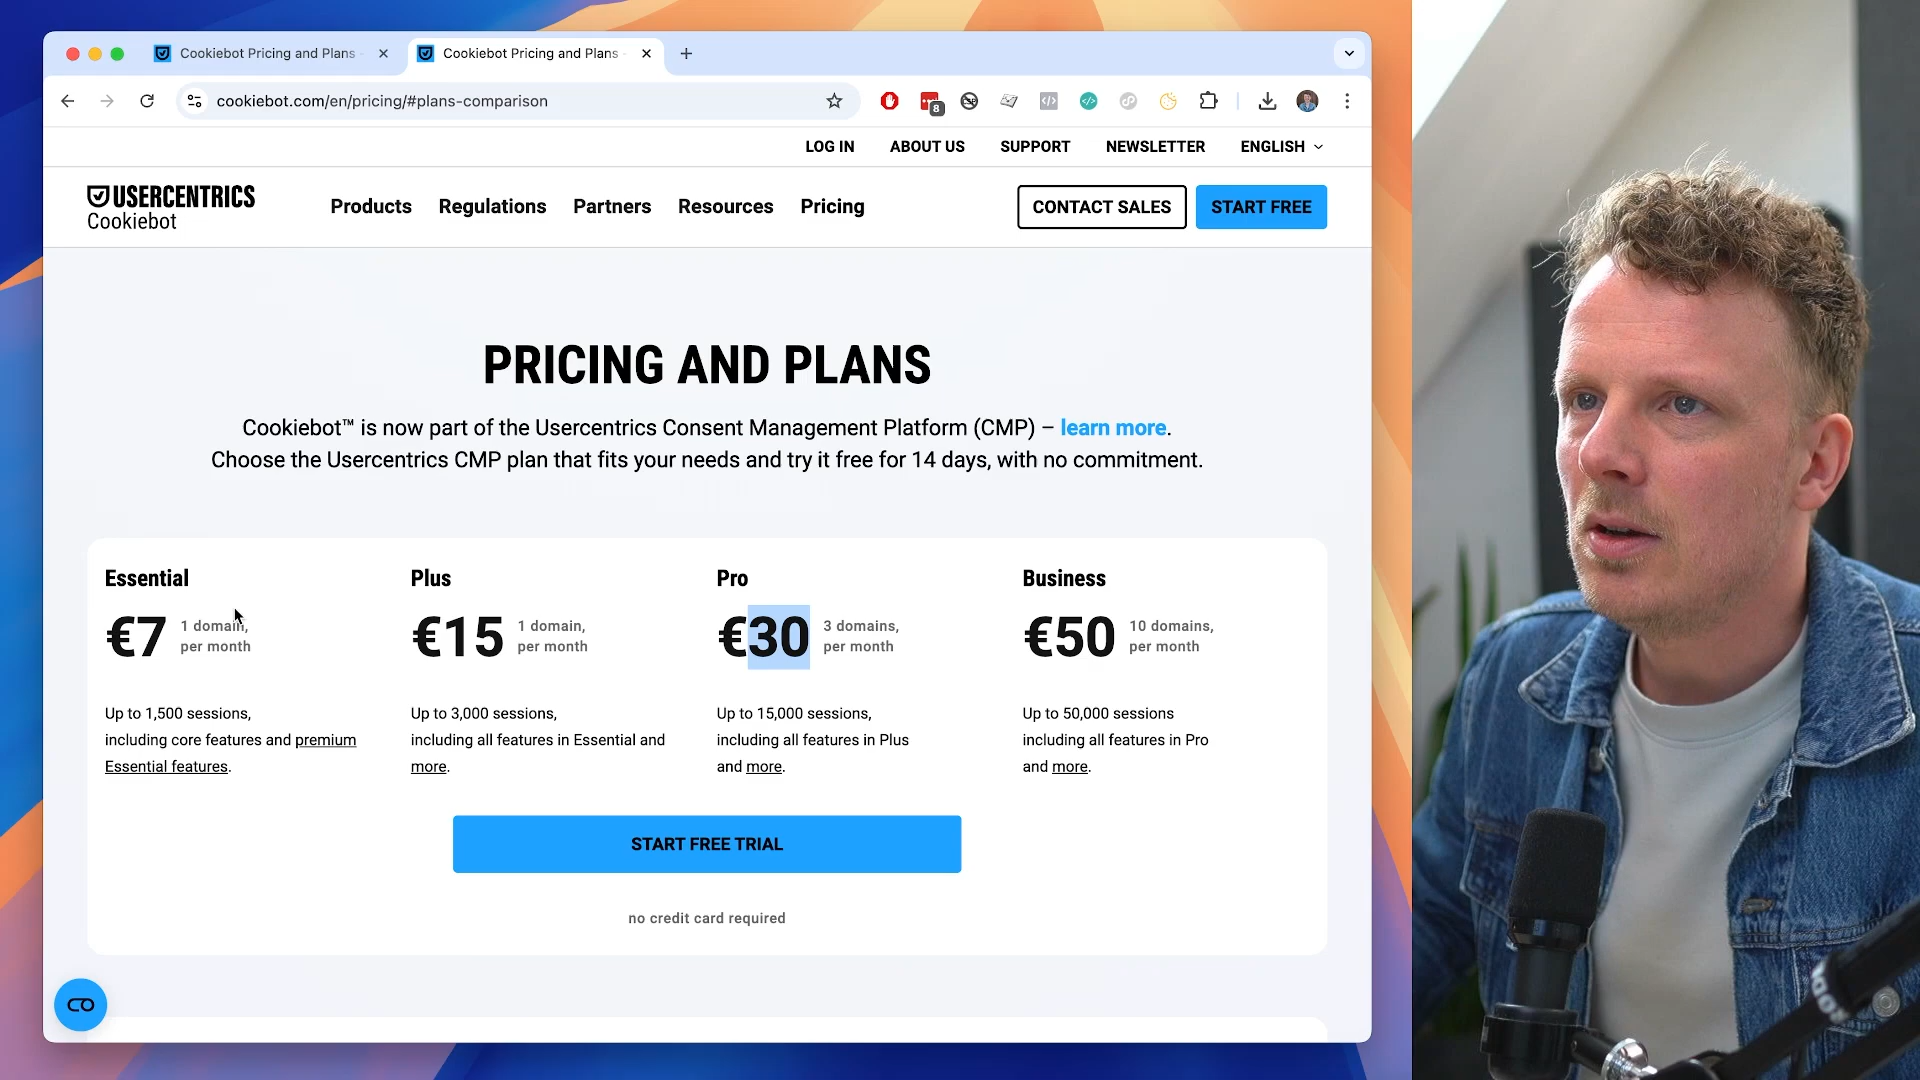 Cookiebot Pricing and Plans
Cookiebot Pricing and Plans
cookiebot.com/en/pricing/#plans-comparison
8
LOG IN
ABOUT US
SUPPORT
NEWSLETTER
ENGLISH
USERCENTRICS
Cookiebot
Products
Regulations
Partners
Resources
Pricing
CONTACT SALES
START FREE
PRICING AND PLANS
Cookiebot™ is now part of the Usercentrics Consent Management Platform (CMP) – learn more.
Choose the Usercentrics CMP plan that fits your needs and try it free for 14 days, with no commitment.
Essential
€7
1 domain,
per month
Up to 1,500 sessions,
including core features and premium
Essential features.
Plus
€15
1 domain,
per month
Up to 3,000 sessions,
including all features in Essential and
more.
Pro
€30
3 domains,
per month
Up to 15,000 sessions,
including all features in Plus
and more.
Business
€50
10 domains,
per month
Up to 50,000 sessions
including all features in Pro
and more.
START FREE TRIAL
no credit card required